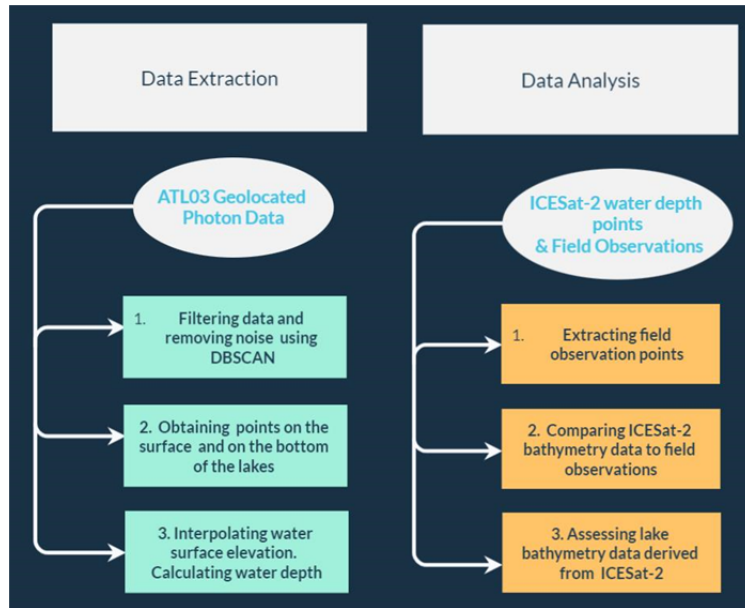 Data Extraction
ATL03 Geolocated
Photon Data
1. Filtering data and
removing noise using
DBSCAN
2. Obtaining points on the
surface and on the bottom
of the lakes
3. Interpolating water
surface elevation.
Calculating water depth
Data Analysis
ICESat-2 water depth
points
& Field Observations
1. Extracting field
observation points
2. Comparing ICESat-2
bathymetry data to field
observations
3. Assessing lake
bathymetry data derived
from ICESat-2